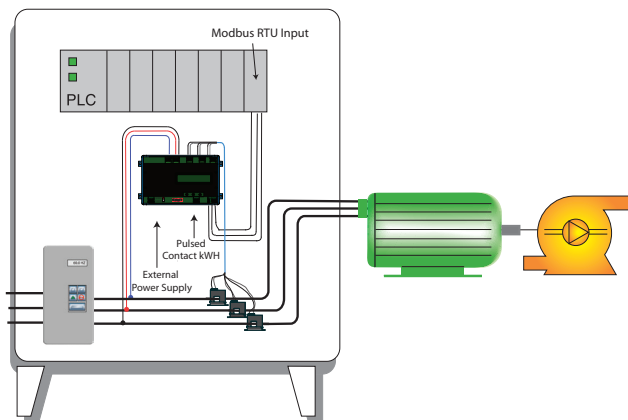 Modbus RTU Input
PLC
Pulsed
Contact kWH
External
Power Supply